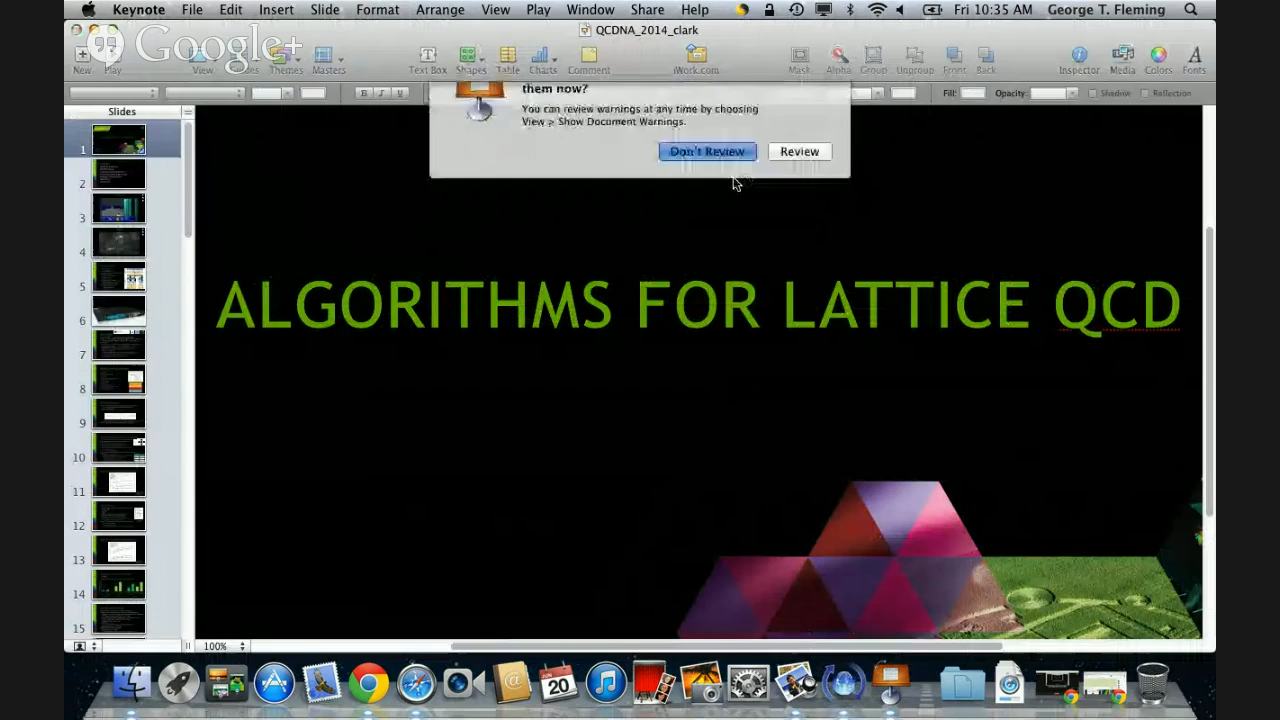 Keynote File Edit Insert Slide Format Arrange View Play Window Share Help Fri 10:35 AM George T. Fleming
Google+
QCDNA_2014_clark
New Play View Themes Masters Text Box Shapes Table Charts Comment iWork.com Mask Alpha Group Ungroup Front Back Inspector Media Colors Fonts
B I U Fill: Opacity: Shadow Reflection
them now?
You can review warnings at any time by choosing
View > Show Document Warnings.
Don't Review Review
Slides
1
2
3
4
5
6
7
8
9
10
11
12
13
14
15
ALGORITHMS FOR LATTICE QCD
100%
JUN
20